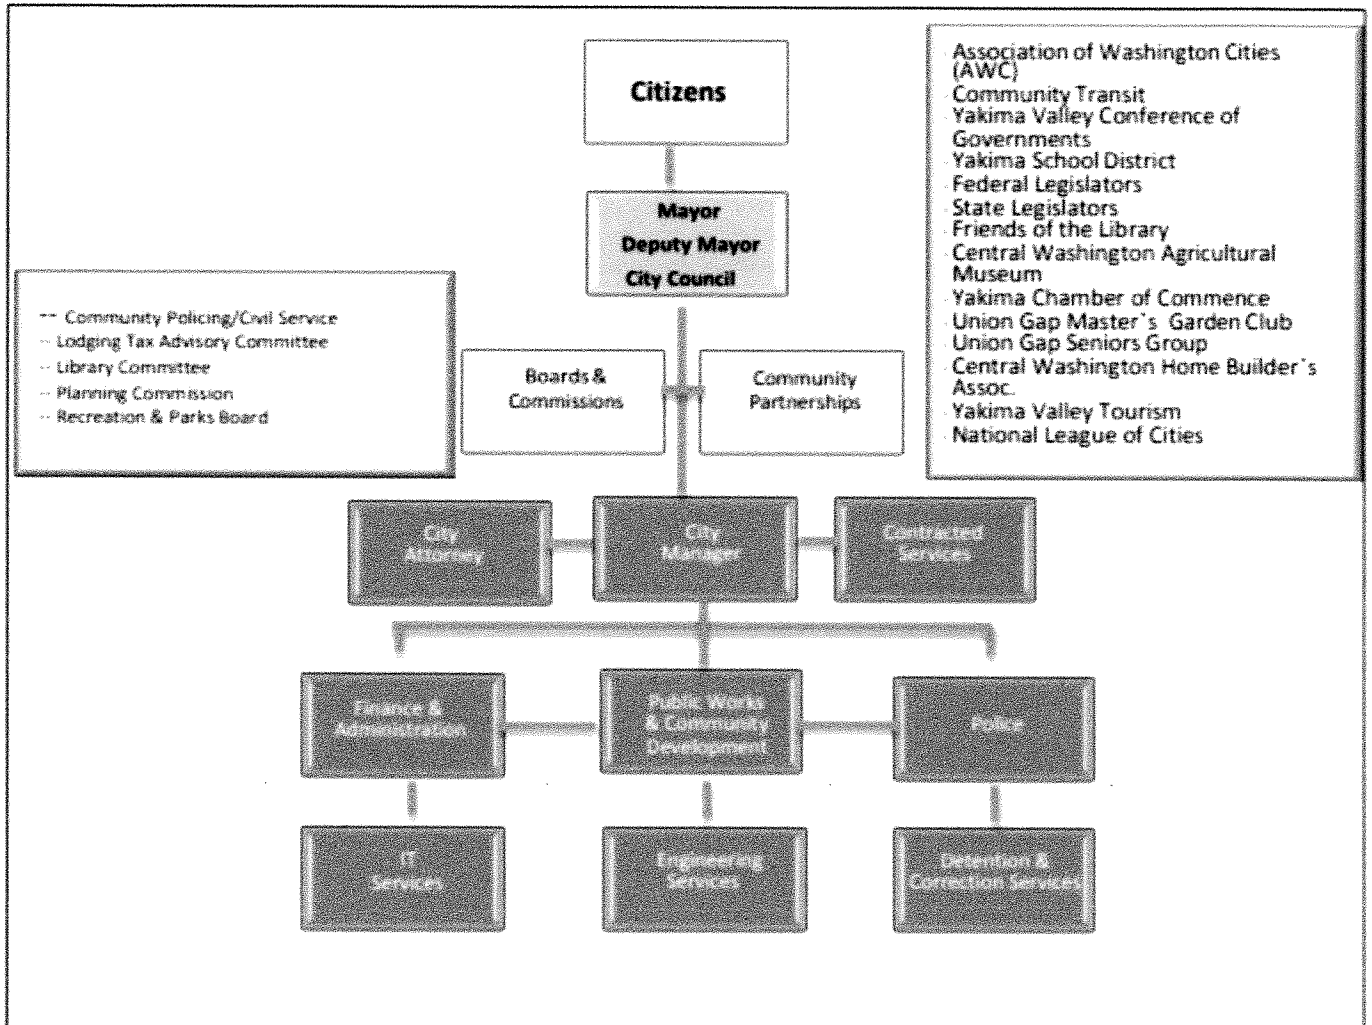 Citizens
Mayor
Deputy Mayor
City Council
-- Community Policing/Civil Service
-- Lodging Tax Advisory Committee
-- Library Committee
-- Planning Commission
-- Recreation & Parks Board
Boards &
Commissions
Community
Partnerships
Association of Washington Cities
(AWC)
Community Transit
Yakima Valley Conference of
Governments
Yakima School District
Federal Legislators
State Legislators
Friends of the Library
Central Washington Agricultural
Museum
Yakima Chamber of Commence
Union Gap Master`s Garden Club
Union Gap Seniors Group
Central Washington Home Builder`s
Assoc.
Yakima Valley Tourism
National League of Cities
City
Attorney
City
Manager
Contracted
Services
Finance &
Administration
Public Works
& Community
Development
Police
IT
Services
Engineering
Services
Detention &
Correction Services